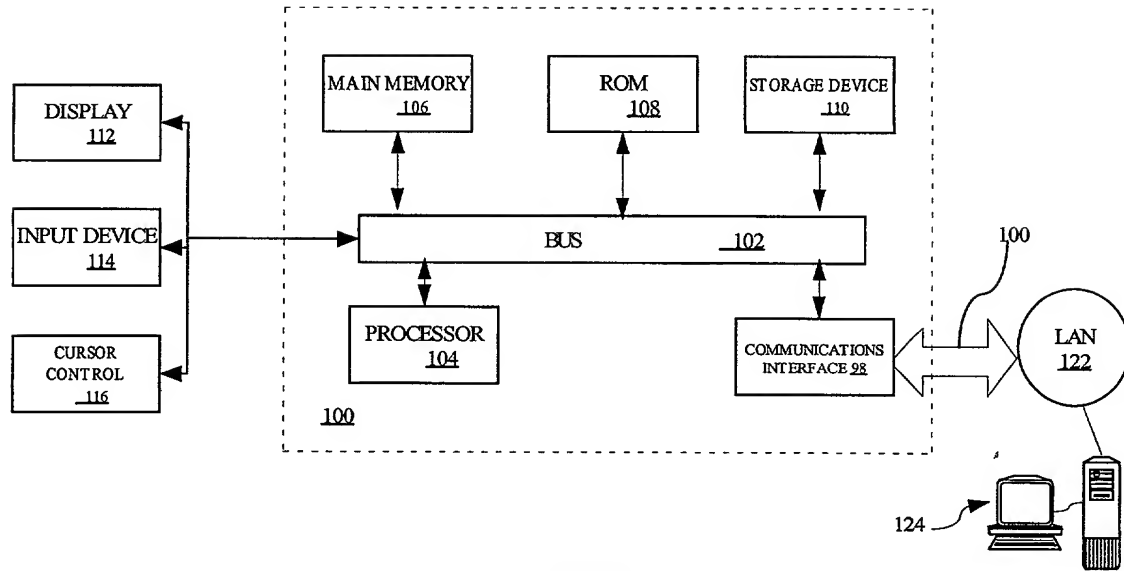 MAIN MEMORY
106
ROM
108
STORAGE DEVICE
110
DISPLAY
112
INPUT DEVICE
114
CURSOR
CONTROL
116
BUS 102
PROCESSOR
104
COMMUNICATIONS
INTERFACE 98
100
100
LAN
122
124